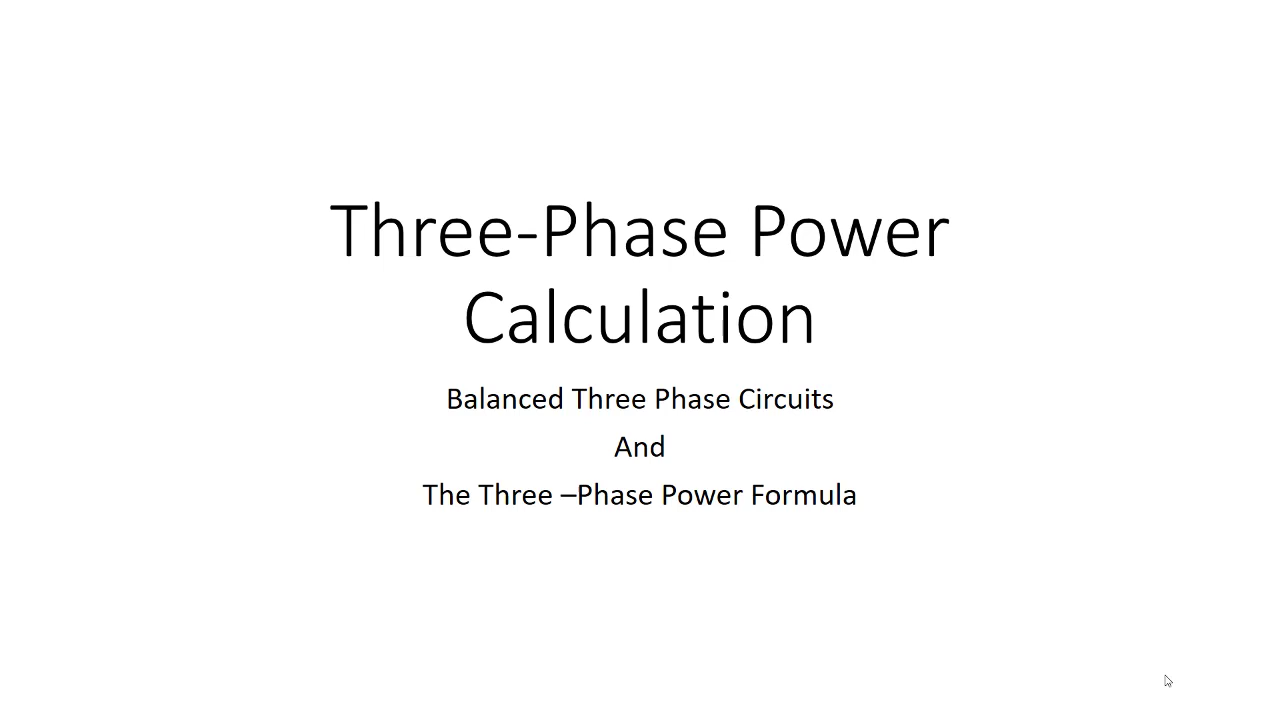 Three-Phase Power
Calculation
Balanced Three Phase Circuits
And
The Three –Phase Power Formula